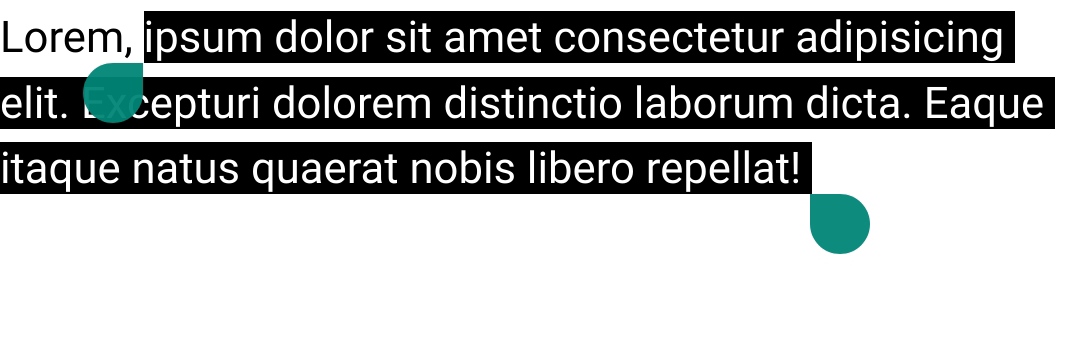 Lorem, ipsum dolor sit amet consectetur adipisicing
elit. Excepturi dolorem distinctio laborum dicta. Eaque
itaque natus quaerat nobis libero repellat!